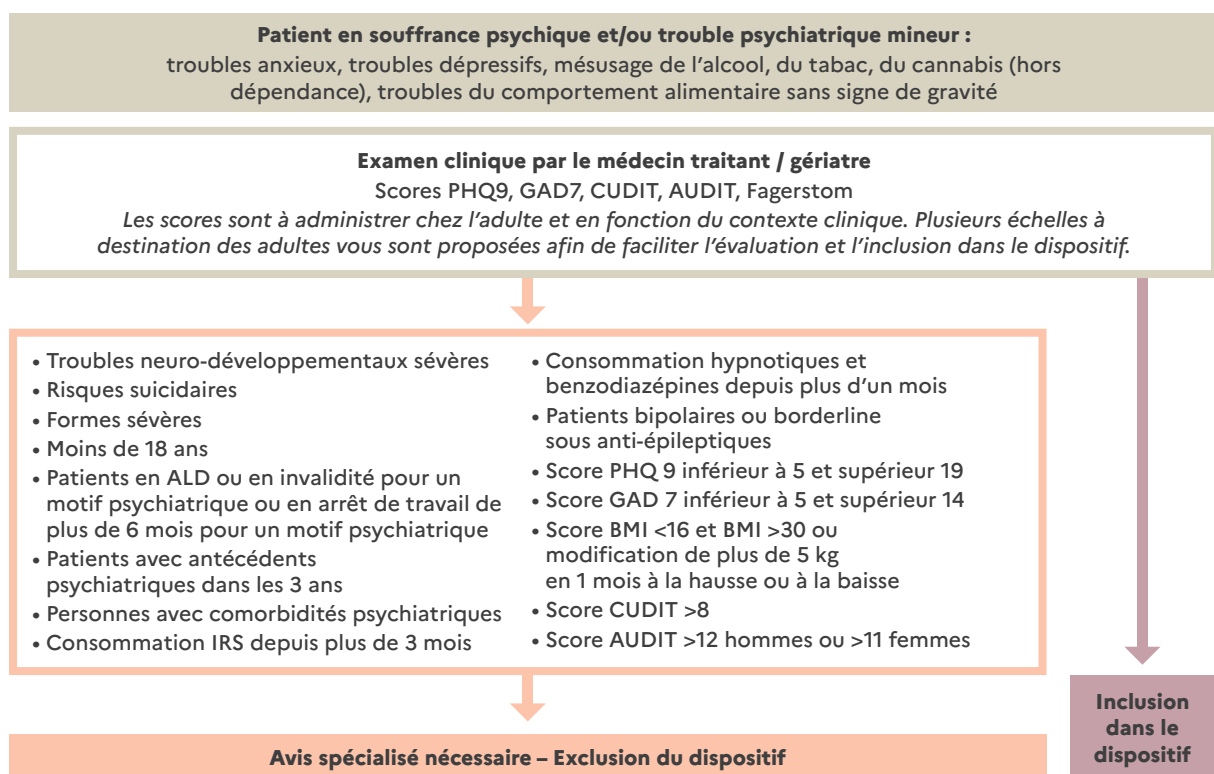 Patient en souffrance psychique et/ou trouble psychiatrique mineur :
troubles anxieux, troubles dépressifs, mésusage de l'alcool, du tabac, du cannabis (hors
dépendance), troubles du comportement alimentaire sans signe de gravité
Examen clinique par le médecin traitant / gériatre
Scores PHQ9, GAD7, CUDIT, AUDIT, Fagerstom
Les scores sont à administrer chez l'adulte et en fonction du contexte clinique. Plusieurs échelles à
destination des adultes vous sont proposées afin de faciliter l'évaluation et l'inclusion dans le dispositif.
• Troubles neuro-développementaux sévères
• Risques suicidaires
• Formes sévères
• Moins de 18 ans
• Patients en ALD ou en invalidité pour un
motif psychiatrique ou en arrêt de travail de
plus de 6 mois pour un motif psychiatrique
• Patients avec antécédents
psychiatriques dans les 3 ans
• Personnes avec comorbidités psychiatriques
• Consommation IRS depuis plus de 3 mois
• Consommation hypnotiques et
benzodiazépines depuis plus d'un mois
• Patients bipolaires ou borderline
sous anti-épileptiques
• Score PHQ 9 inférieur à 5 et supérieur 19
• Score GAD 7 inférieur à 5 et supérieur 14
• Score BMI <16 et BMI >30 ou
modification de plus de 5 kg
en 1 mois à la hausse ou à la baisse
• Score CUDIT >8
• Score AUDIT >12 hommes ou >11 femmes
Avis spécialisé nécessaire – Exclusion du dispositif
Inclusion
dans le
dispositif